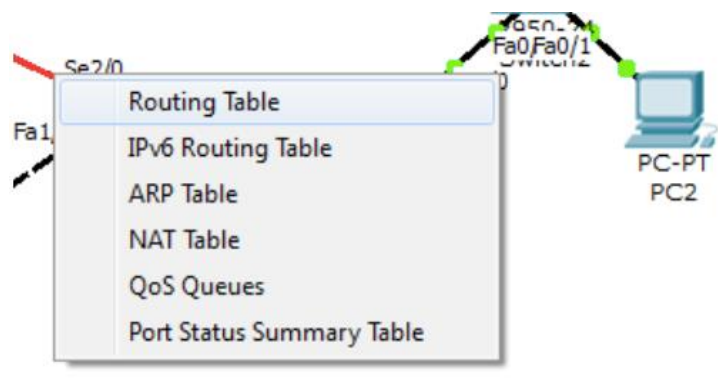 Se2/0
Fa0/Fa0/1
Fa1
Routing Table
IPv6 Routing Table
ARP Table
NAT Table
QoS Queues
Port Status Summary Table
PC-PT
PC2